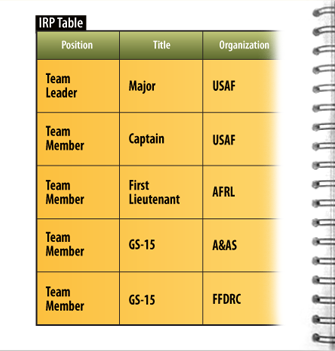 IRP Table
Position Title Organization
Team Leader Major USAF
Team Member Captain USAF
Team Member First Lieutenant AFRL
Team Member GS-15 A&AS
Team Member GS-15 FFDRC